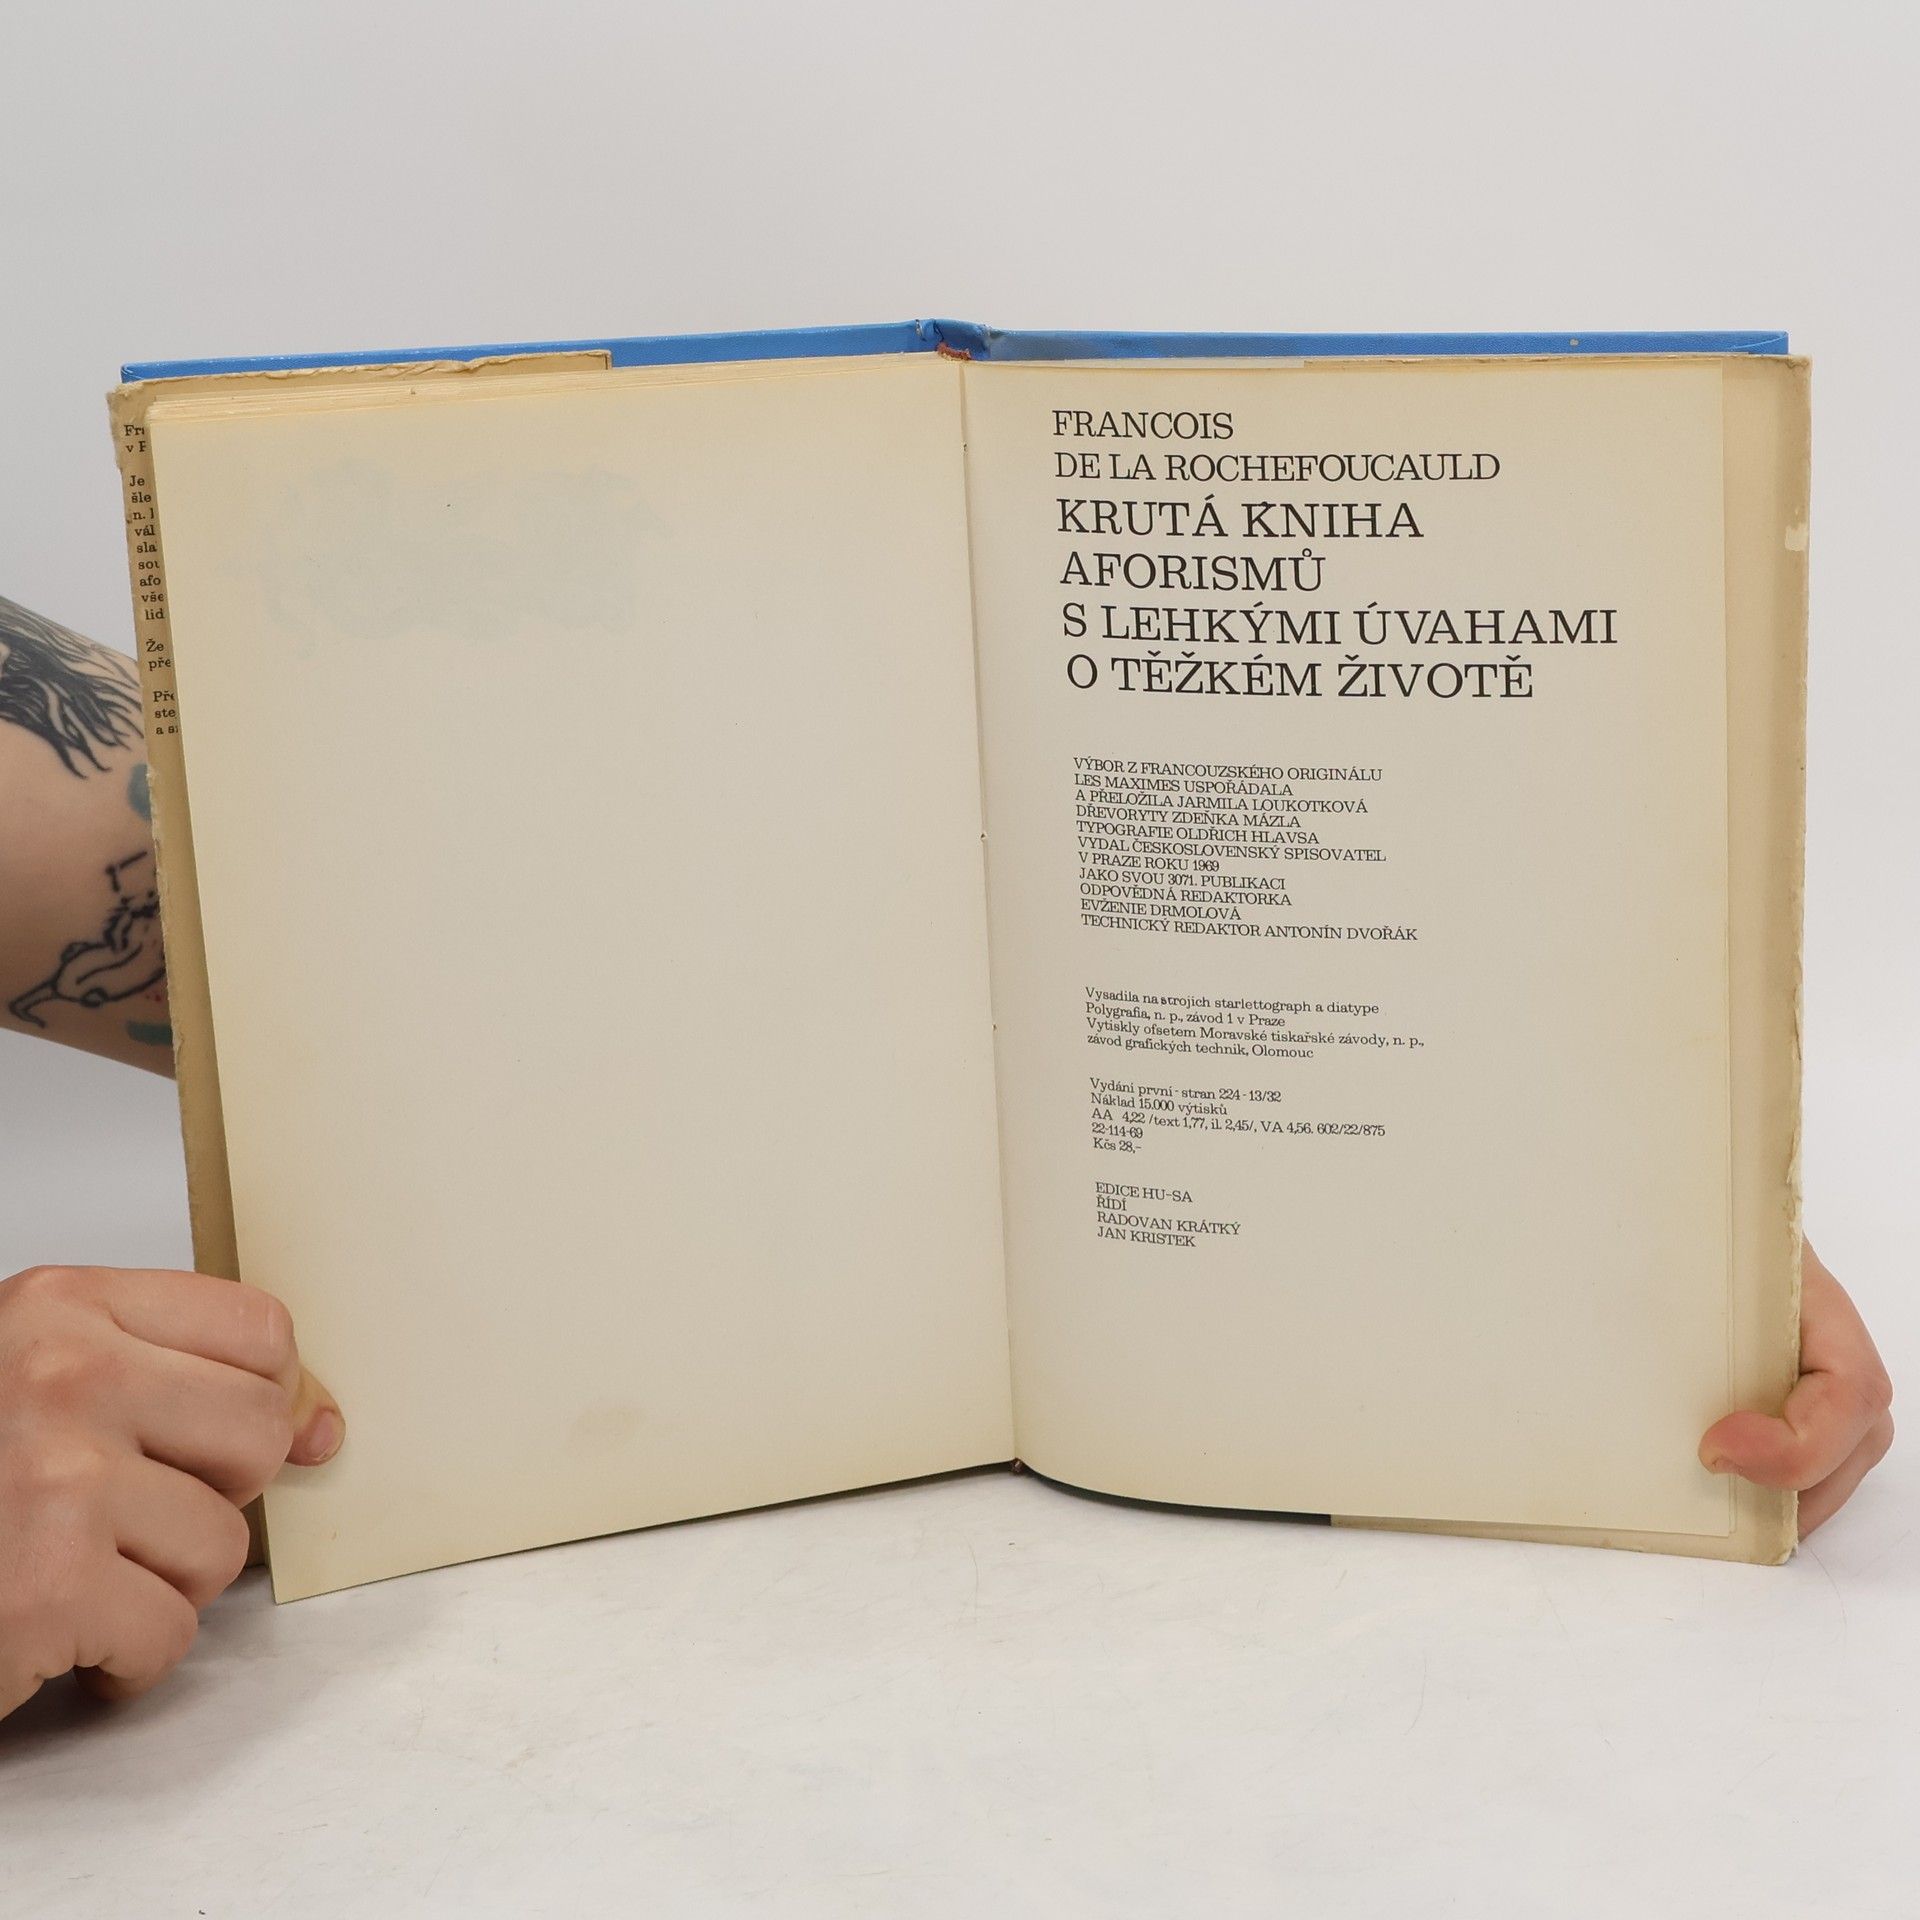 FRANCOIS
DE LA ROCHEFOUCAULD
KRUTÁ KNIHA
AFORISMŮ
S LEHKÝMI ÚVAHAMI
O TĚŽKÉM ŽIVOTĚ
VÝBOR Z FRANCOUZSKÉHO ORIGINÁLU
LES MAXIMES USPOŘÁDALA
A PŘELOŽILA JARMILA LOUKOTKOVÁ
DŘEVORYTY ZDEŇKA MÁZLA
TYPOGRAFIE OLDŘICH HLAVSA
VYDAL ČESKOSLOVENSKÝ SPISOVATEL
V PRAZE ROKU 1969
JAKO SVOU 3071. PUBLIKACI
ODPOVĚDNÁ REDAKTORKA
EVŽENIE DRMOLOVÁ
TECHNICKÝ REDAKTOR ANTONÍN DVOŘÁK
Vysadila na strojích starlettograph a diatype
Polygrafia, n. p., závod 1 v Praze
Vytiskly ofsetem Moravské tiskařské závody, n. p.,
závod grafických technik, Olomouc
Vydání první - stran 224 - 13/32
Náklad 15.000 výtisků
AA 4,22 /text 1,77, il. 2,45/, VA 4,56. 602/22/875
22-114-69
Kčs 28,-
EDICE HU-SA
ŘÍDÍ
RADOVAN KRÁTKÝ
JAN KRISTEK